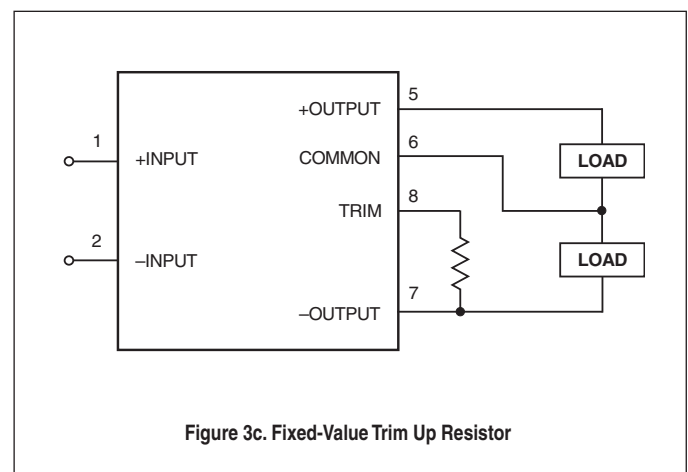 +OUTPUT 5
1 +INPUT COMMON 6 LOAD
TRIM 8
2 –INPUT LOAD
–OUTPUT 7
Figure 3c. Fixed-Value Trim Up Resistor